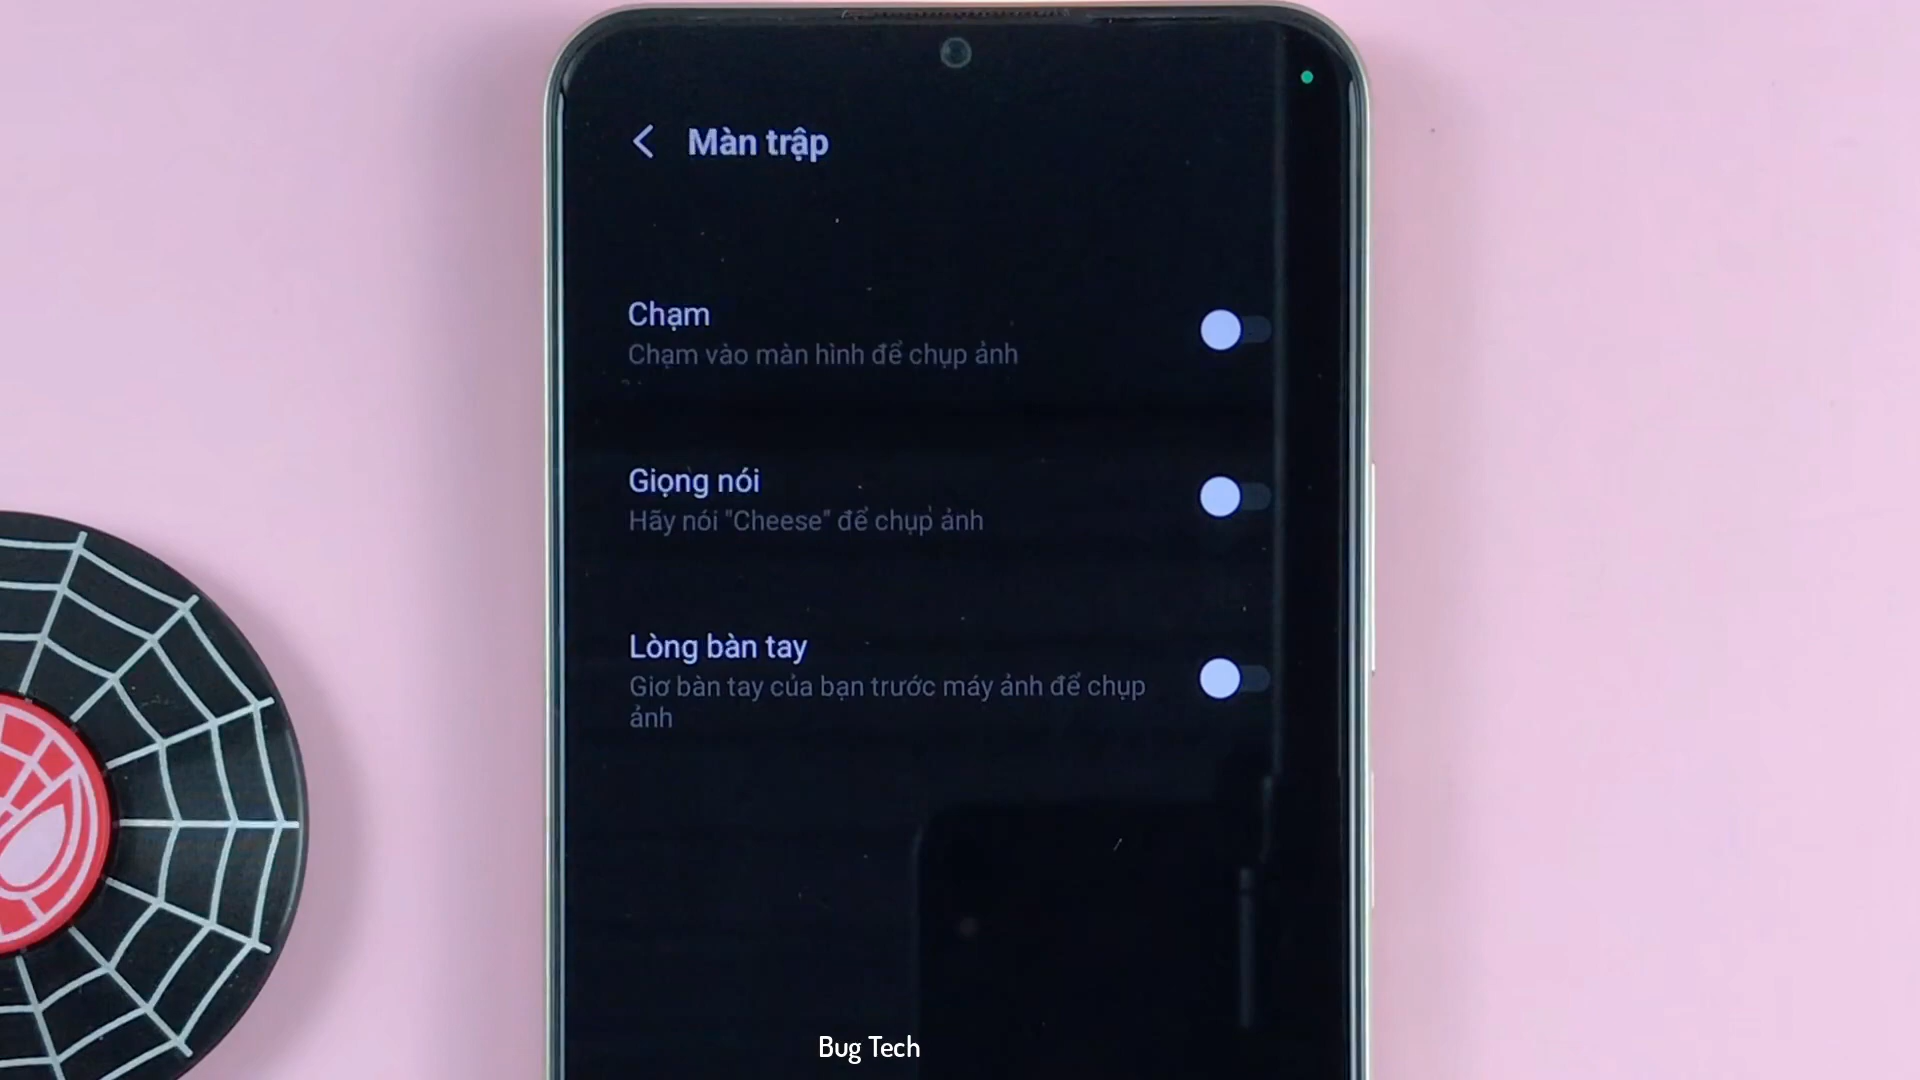 Màn trập
Chạm
Chạm vào màn hình để chụp ảnh
Giọng nói
Hãy nói "Cheese" để chụp ảnh
Lòng bàn tay
Giơ bàn tay của bạn trước máy ảnh để chụp
ảnh
Bug Tech